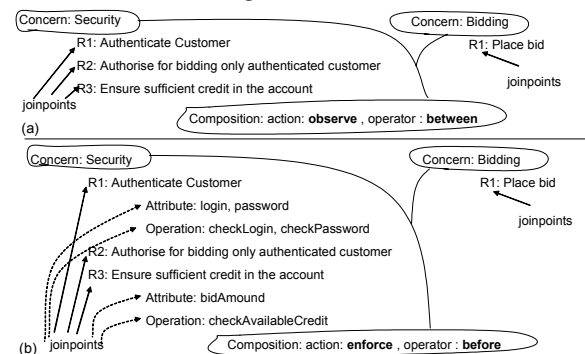 Concern: Security
Concern: Bidding
R1: Authenticate Customer
R1: Place bid
R2: Authorise for bidding only authenticated customer
joinpoints
R3: Ensure sufficient credit in the account
joinpoints
(a)
Composition: action: observe , operator : between
Concern: Security
Concern: Bidding
R1: Authenticate Customer
R1: Place bid
Attribute: login, password
joinpoints
Operation: checkLogin, checkPassword
R2: Authorise for bidding only authenticated customer
R3: Ensure sufficient credit in the account
Attribute: bidAmound
Operation: checkAvailableCredit
(b)
joinpoints
Composition: action: enforce , operator : before